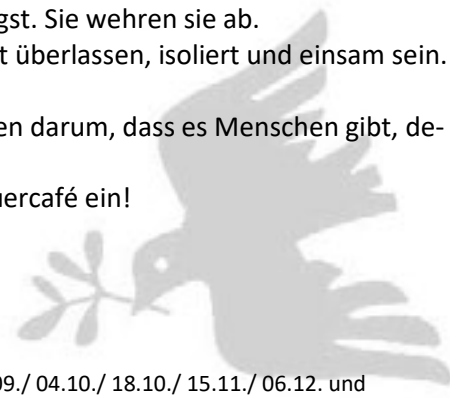 gst. Sie wehren sie ab.
t überlassen, isoliert und einsam sein.
en darum, dass es Menschen gibt, de-
uercafé ein!
09./ 04.10./ 18.10./ 15.11./ 06.12. und